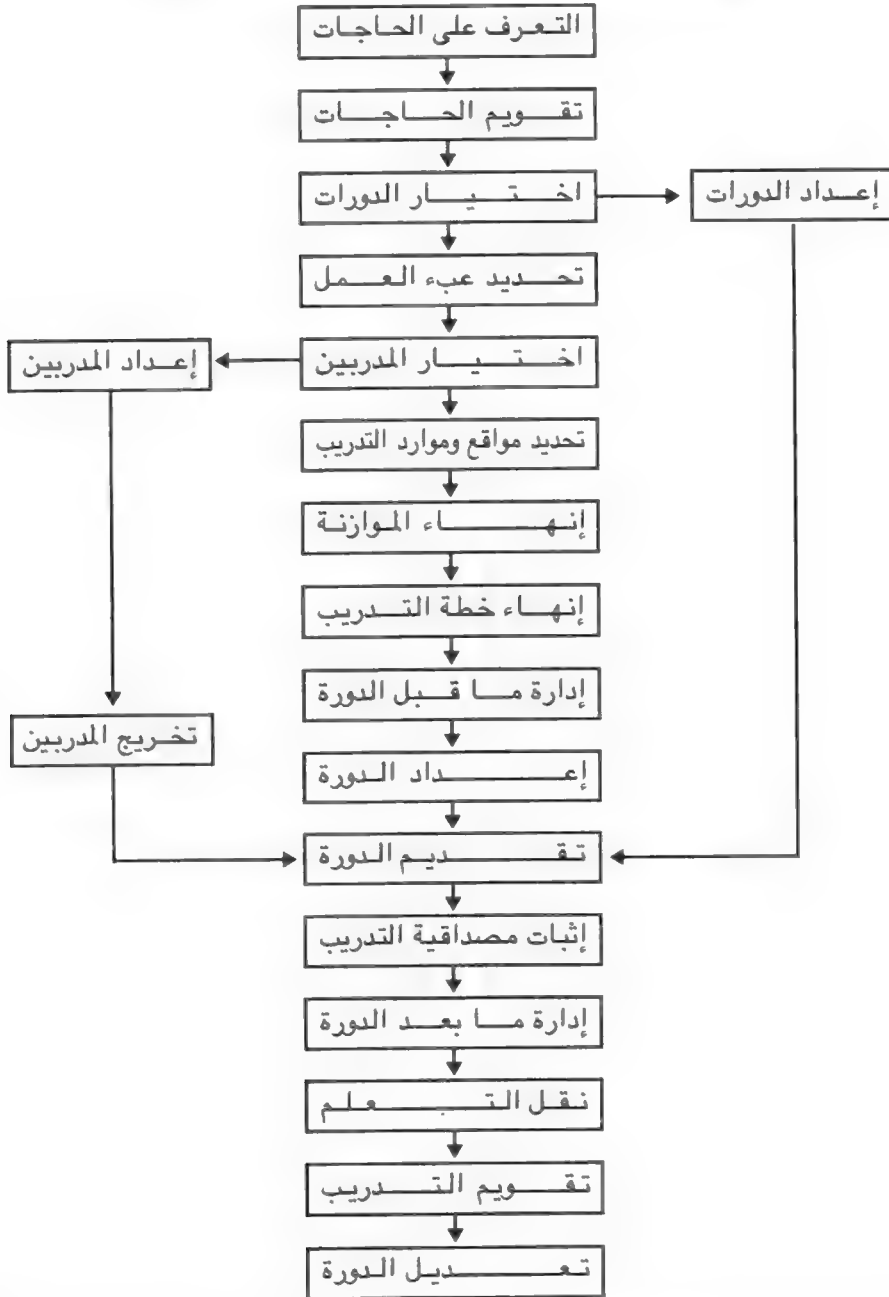 التعرف على الحاجات
تقويم الحاجات
اختيار الدورات
إعداد الدورات
تحديد عبء العمل
اختيار المدربين
إعداد المدربين
تحديد مواقع وموارد التدريب
إنهاء الموازنة
إنهاء خطة التدريب
إدارة ما قبل الدورة
تخريج المدربين
إعداد الدورة
تقديم الدورة
إثبات مصداقية التدريب
إدارة ما بعد الدورة
نقل التعلم
تقويم التدريب
تعديل الدورة